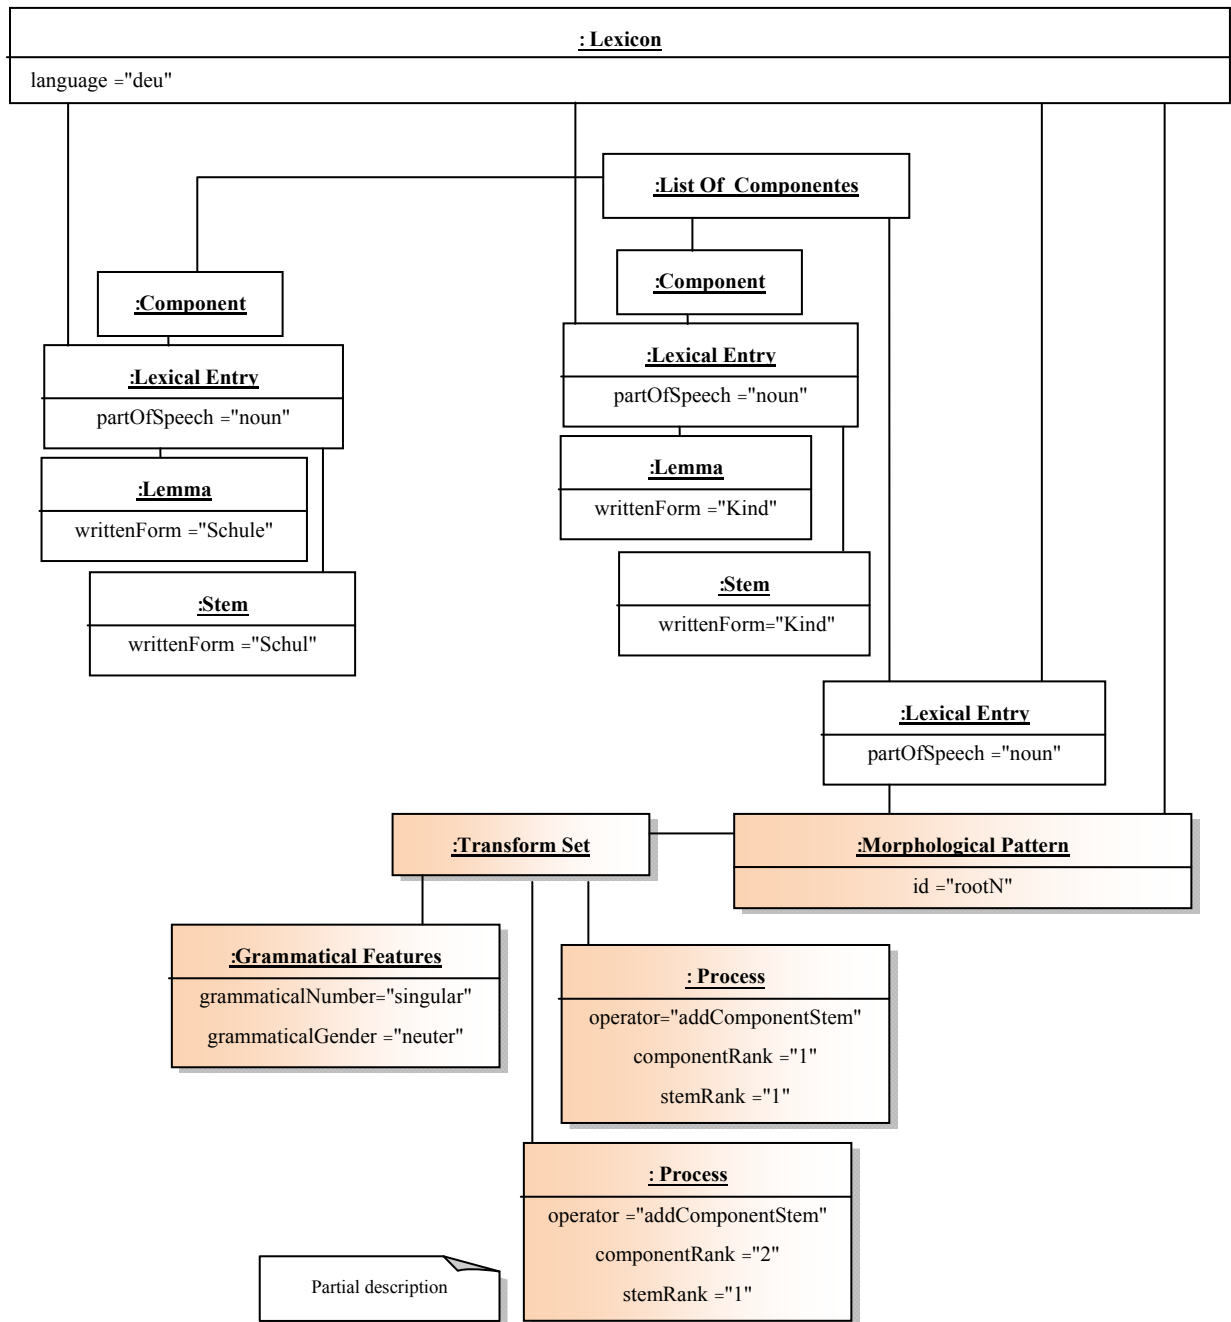 : Lexicon
language ="deu"
:List Of Componentes
:Component
:Component
:Lexical Entry
partOfSpeech ="noun"
:Lexical Entry
partOfSpeech ="noun"
:Lemma
writtenForm ="Schule"
:Lemma
writtenForm ="Kind"
:Stem
writtenForm ="Schul"
:Stem
writtenForm="Kind"
:Lexical Entry
partOfSpeech ="noun"
:Transform Set
:Morphological Pattern
id ="rootN"
:Grammatical Features
grammaticalNumber="singular"
grammaticalGender ="neuter"
: Process
operator="addComponentStem"
componentRank ="1"
stemRank ="1"
: Process
operator ="addComponentStem"
componentRank ="2"
stemRank ="1"
Partial description